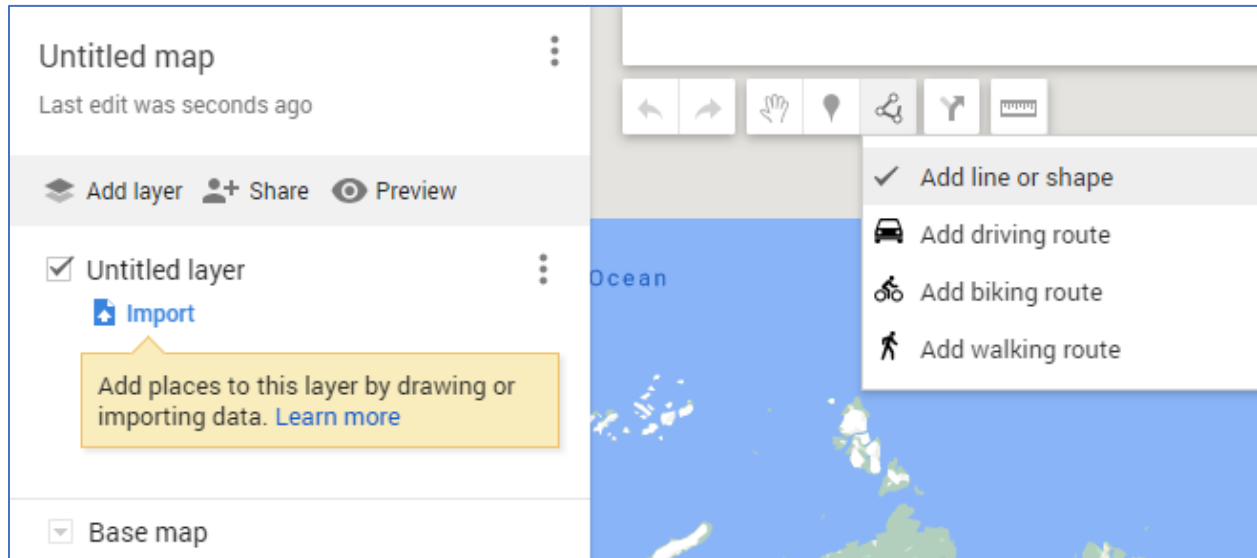 Untitled map
Last edit was seconds ago
Add layer Share Preview
Untitled layer
Import
Add places to this layer by drawing or
importing data. Learn more
Base map
Add line or shape
Add driving route
Add biking route
Add walking route
Ocean